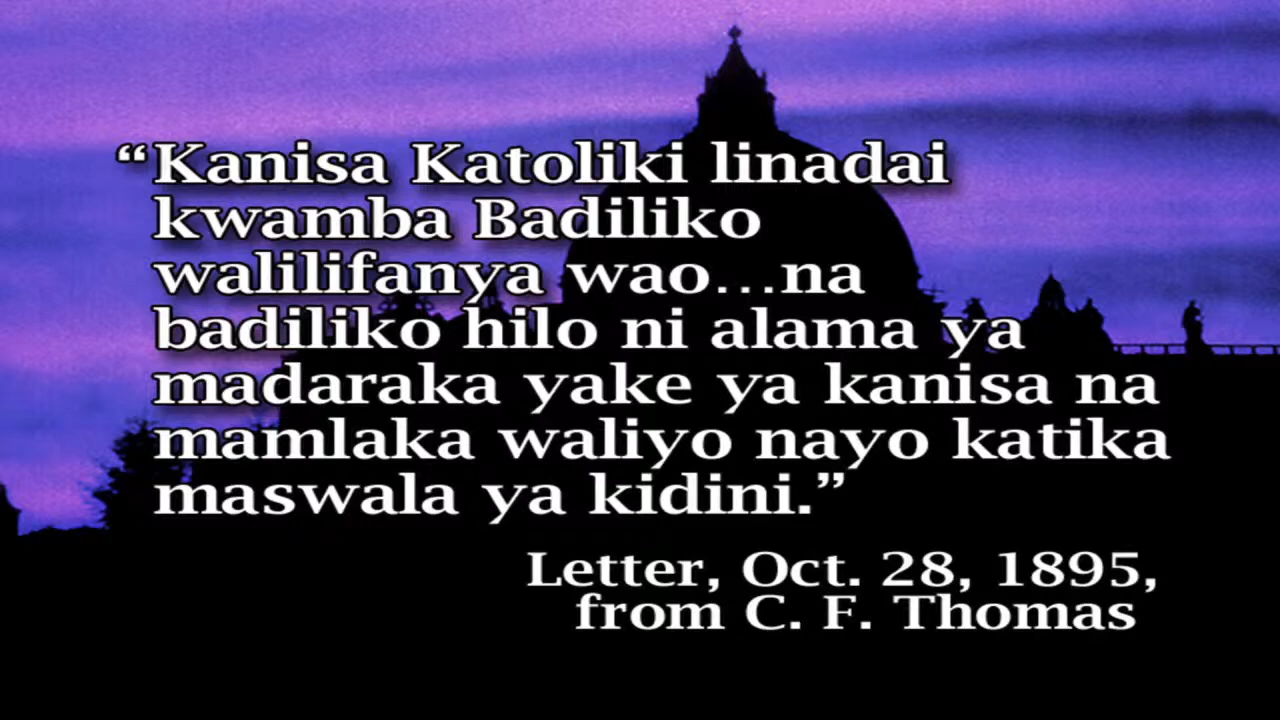 “Kanisa Katoliki linadai
kwamba Badiliko
walilifanya wao...na
badiliko hilo ni alama ya
madaraka yake ya kanisa na
mamlaka waliyo nayo katika
maswala ya kidini.”
Letter, Oct. 28, 1895,
from C. F. Thomas